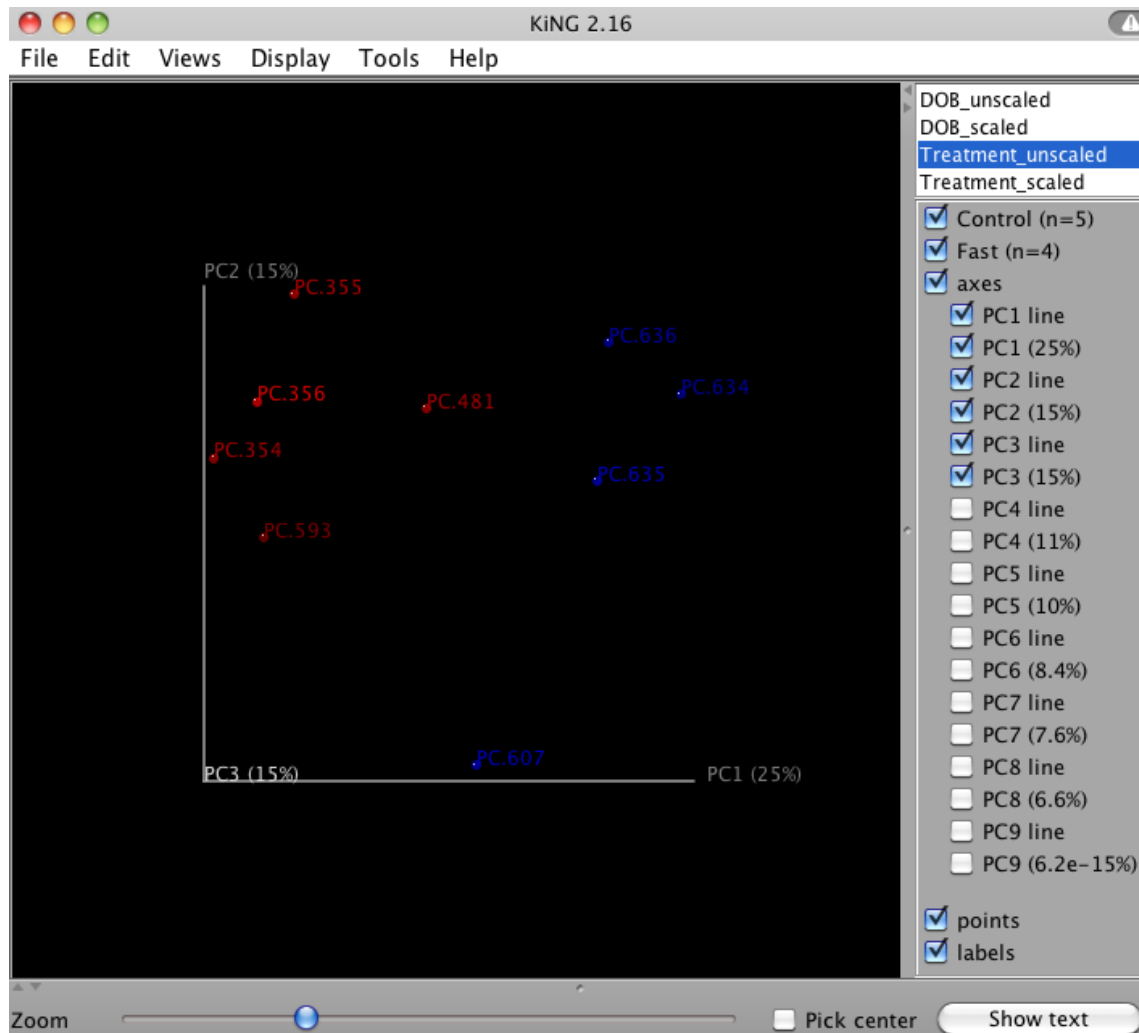 KiNG 2.16
File Edit Views Display Tools Help
DOB_unscaled
DOB_scaled
Treatment_unscaled
Treatment_scaled
Control (n=5)
Fast (n=4)
axes
PC1 line
PC1 (25%)
PC2 line
PC2 (15%)
PC3 line
PC3 (15%)
PC4 line
PC4 (11%)
PC5 line
PC5 (10%)
PC6 line
PC6 (8.4%)
PC7 line
PC7 (7.6%)
PC8 line
PC8 (6.6%)
PC9 line
PC9 (6.2e-15%)
points
labels
PC2 (15%)
PC.355
PC.636
PC.634
PC.356
PC.481
PC.354
PC.635
PC.593
PC.607
PC3 (15%)
PC1 (25%)
Zoom
Pick center
Show text